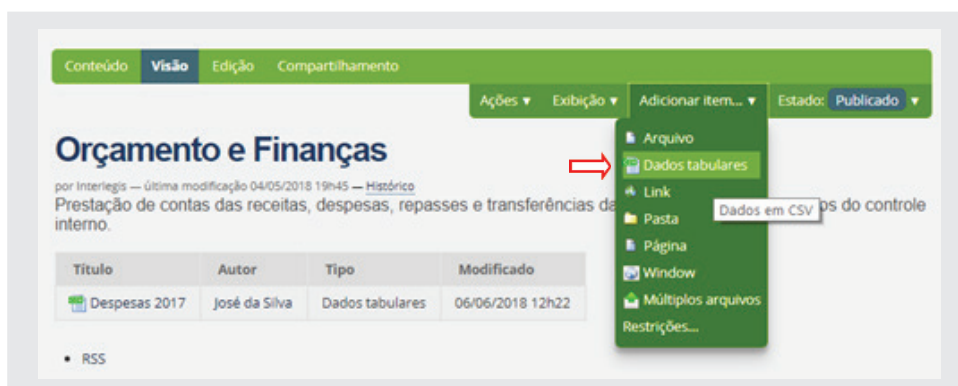 Conteúdo Visão Edição Compartilhamento
Ações ▼ Exibição ▼ Adicionar item... ▼ Estado: Publicado ▼
Arquivo
Dados tabulares
Link
Pasta
Página
Window
Múltiplos arquivos
Restrições...
Dados em CSV
Orçamento e Finanças
por Interlegis — última modificação 04/05/2018 19h45 — Histórico
Prestação de contas das receitas, despesas, repasses e transferências da os do controle
interno.
Título Autor Tipo Modificado
Despesas 2017 José da Silva Dados tabulares 06/06/2018 12h22
• RSS